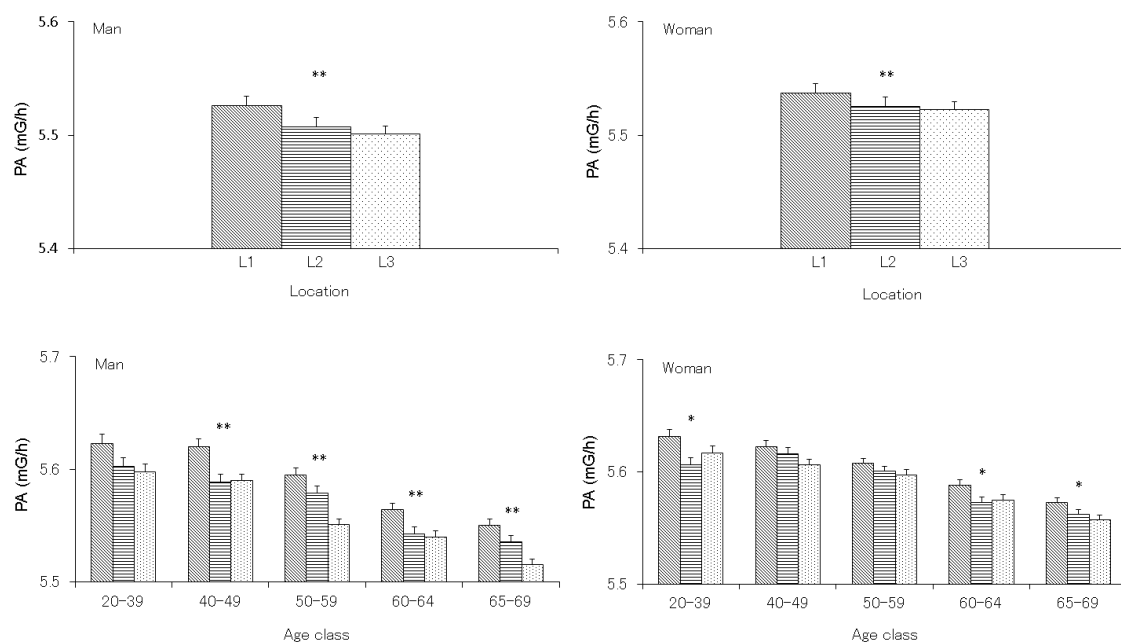 Man
5.6
5.5
5.4
PA (mG/h)
**
L1 L2 L3
Location
Woman
5.6
5.5
5.4
PA (mG/h)
**
L1 L2 L3
Location
Man
5.7
5.6
5.5
PA (mG/h)
** ** ** **
20-39 40-49 50-59 60-64 65-69
Age class
Woman
5.7
5.6
5.5
PA (mG/h)
* * *
20-39 40-49 50-59 60-64 65-69
Age class